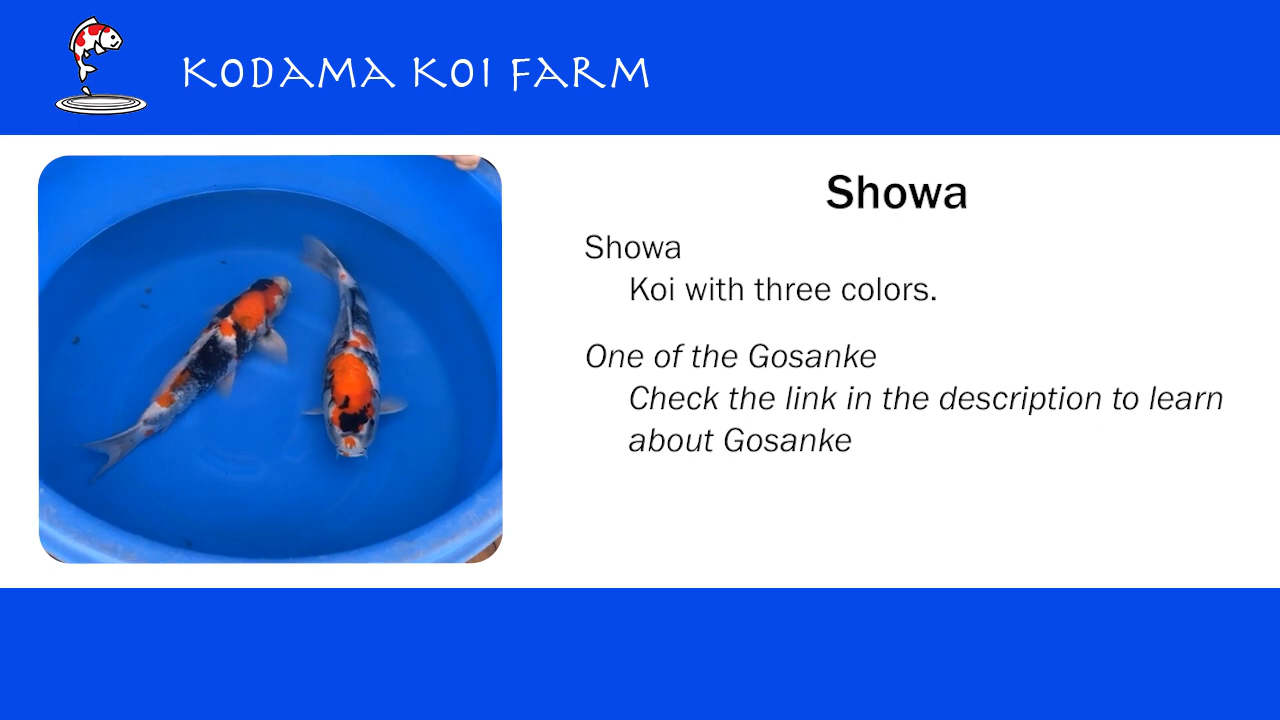 KODAMA KOI FARM
Showa
Showa
Koi with three colors.
One of the Gosanke
Check the link in the description to learn
about Gosanke